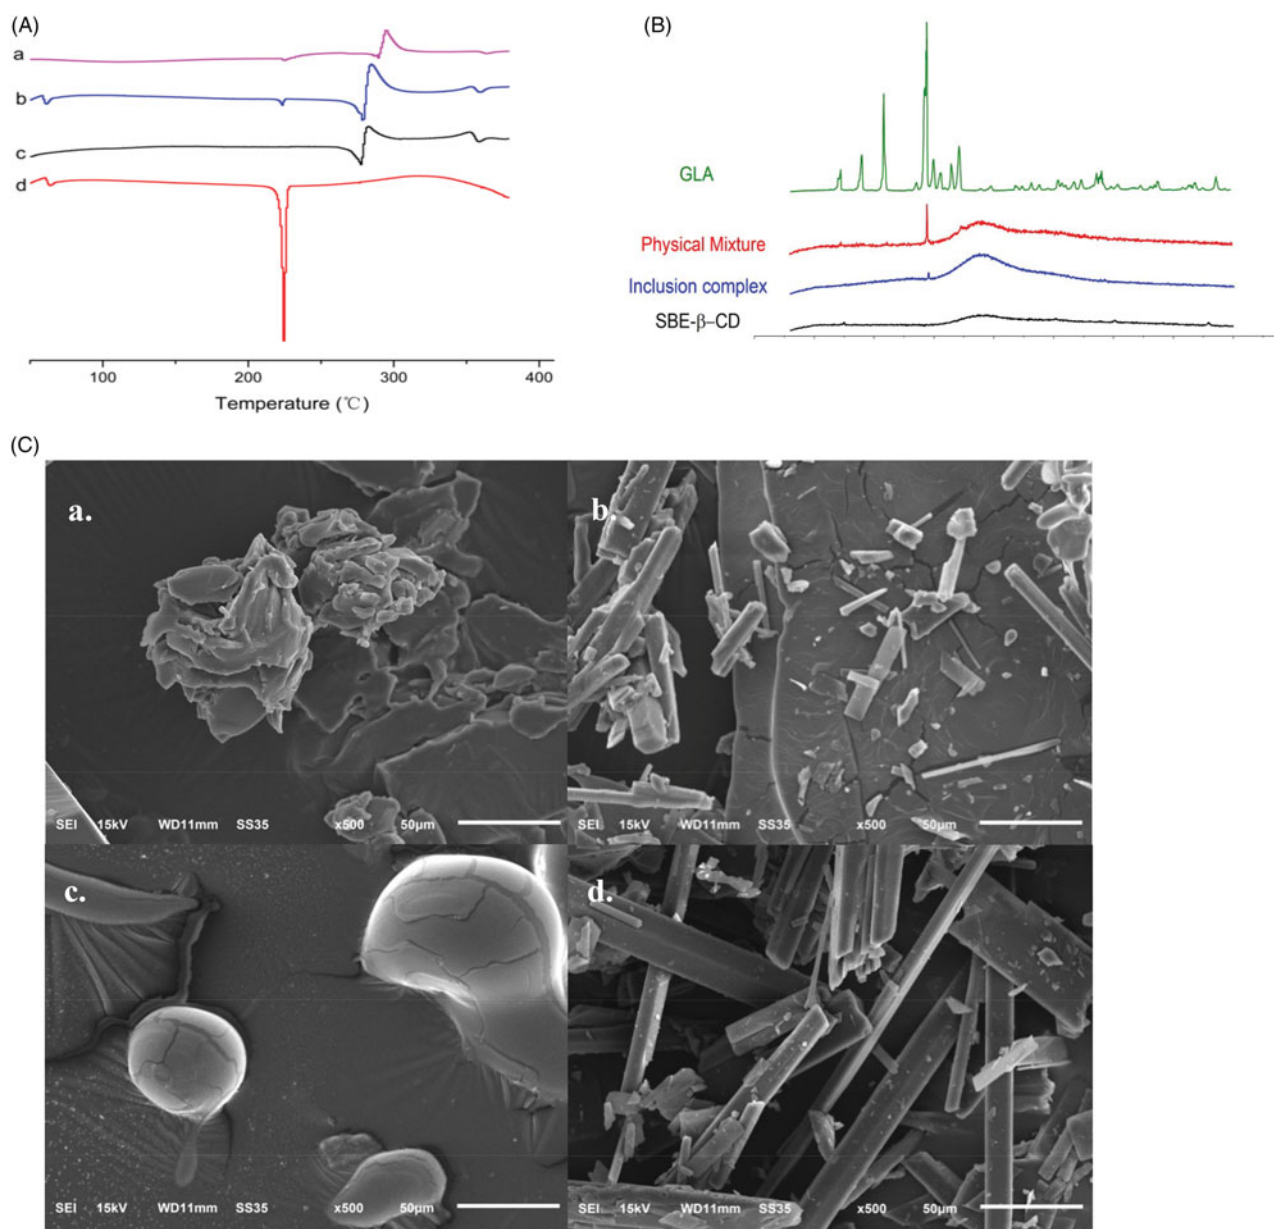 (A)
a
b
c
d
100 200 300 400
Temperature (℃)
(B)
GLA
Physical Mixture
Inclusion complex
SBE-β–CD
(C)
a.
SEI 15kV WD11mm SS35 x500 50μm
b.
SEI 15kV WD11mm SS35 x500 50μm
c.
SEI 15kV WD11mm SS35 x500 50μm
d.
SEI 15kV WD11mm SS35 x500 50μm